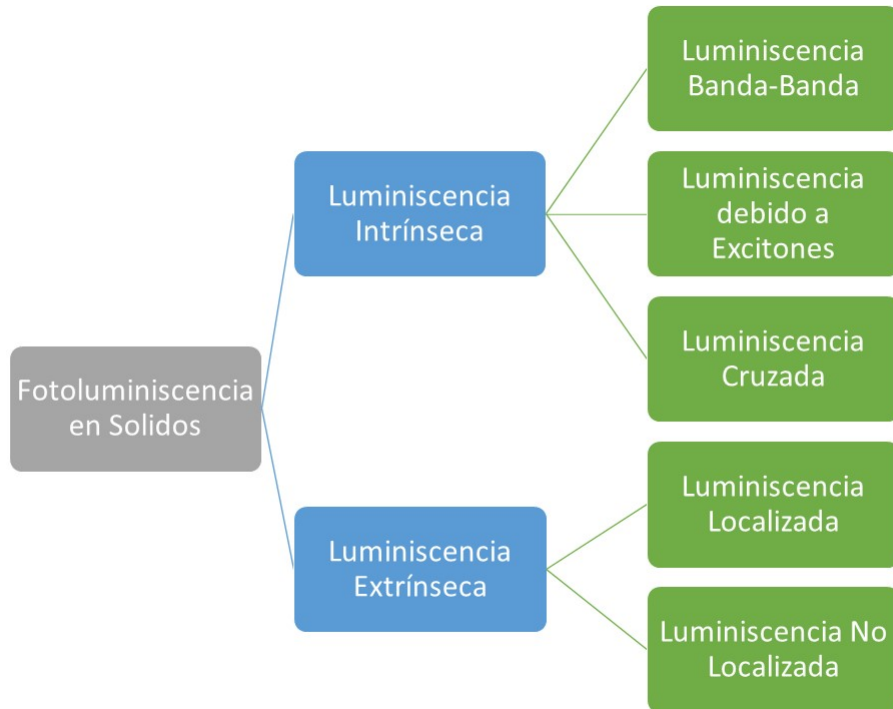 Fotoluminiscencia
en Solidos
Luminiscencia
Intrínseca
Luminiscencia
Extrínseca
Luminiscencia
Banda-Banda
Luminiscencia
debido a
Excitones
Luminiscencia
Cruzada
Luminiscencia
Localizada
Luminiscencia No
Localizada